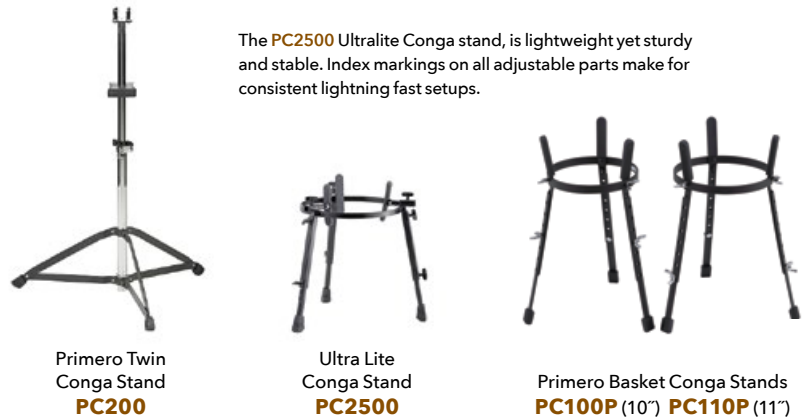 The PC2500 Ultralite Conga stand, is lightweight yet sturdy
and stable. Index markings on all adjustable parts make for
consistent lightning fast setups.
Primero Twin
Conga Stand
PC200
Ultra Lite
Conga Stand
PC2500
Primero Basket Conga Stands
PC100P (10˝) PC110P (11˝)